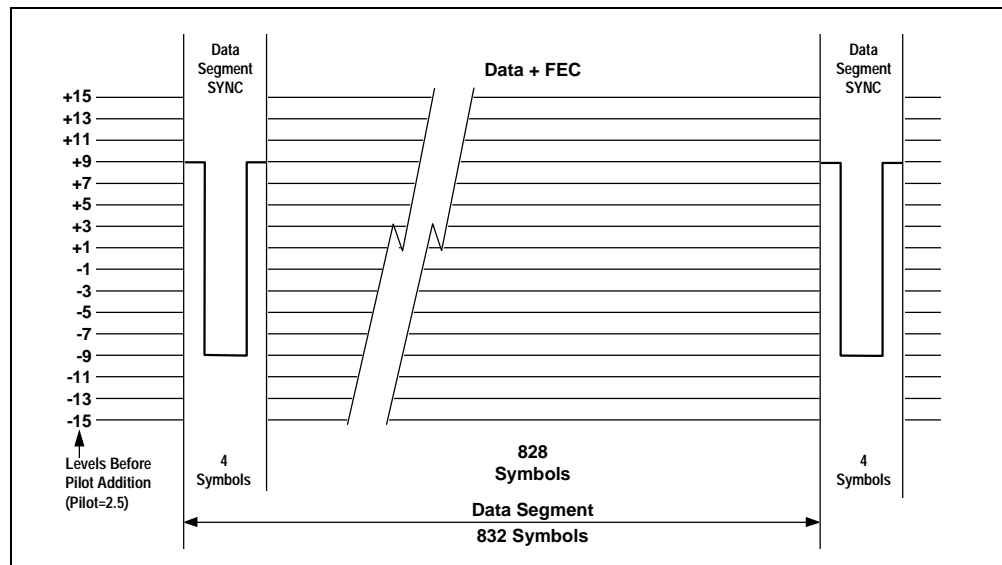 Data
Segment
SYNC
Data + FEC
Data
Segment
SYNC
+15
+13
+11
+9
+7
+5
+3
+1
-1
-3
-5
-7
-9
-11
-13
-15
Levels Before
Pilot Addition
(Pilot=2.5)
4
Symbols
828
Symbols
4
Symbols
Data Segment
832 Symbols